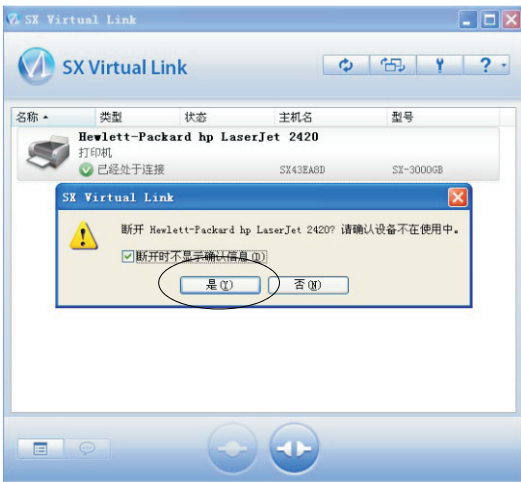 SX Virtual Link
SX Virtual Link
?
名称 类型 状态 主机名 型号
Hewlett-Packard hp LaserJet 2420
打印机
已经处于连接 SX43EA8D SX-3000GB
SX Virtual Link
断开 Hewlett-Packard hp LaserJet 2420? 请确认设备不在使用中。
断开时不显示确认信息(D)
是(Y) 否(N)